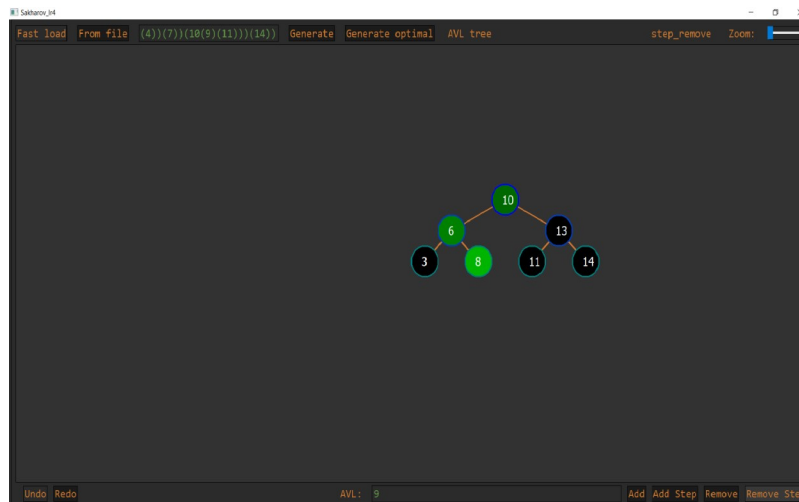 Sakharov_lr4
Fast load From file (4))(7))(10(9)(11)))(14)) Generate Generate optimal AVL tree step_remove Zoom:
10
6 13
3 8 11 14
Undo Redo AVL: 9 Add Add Step Remove Remove Ste